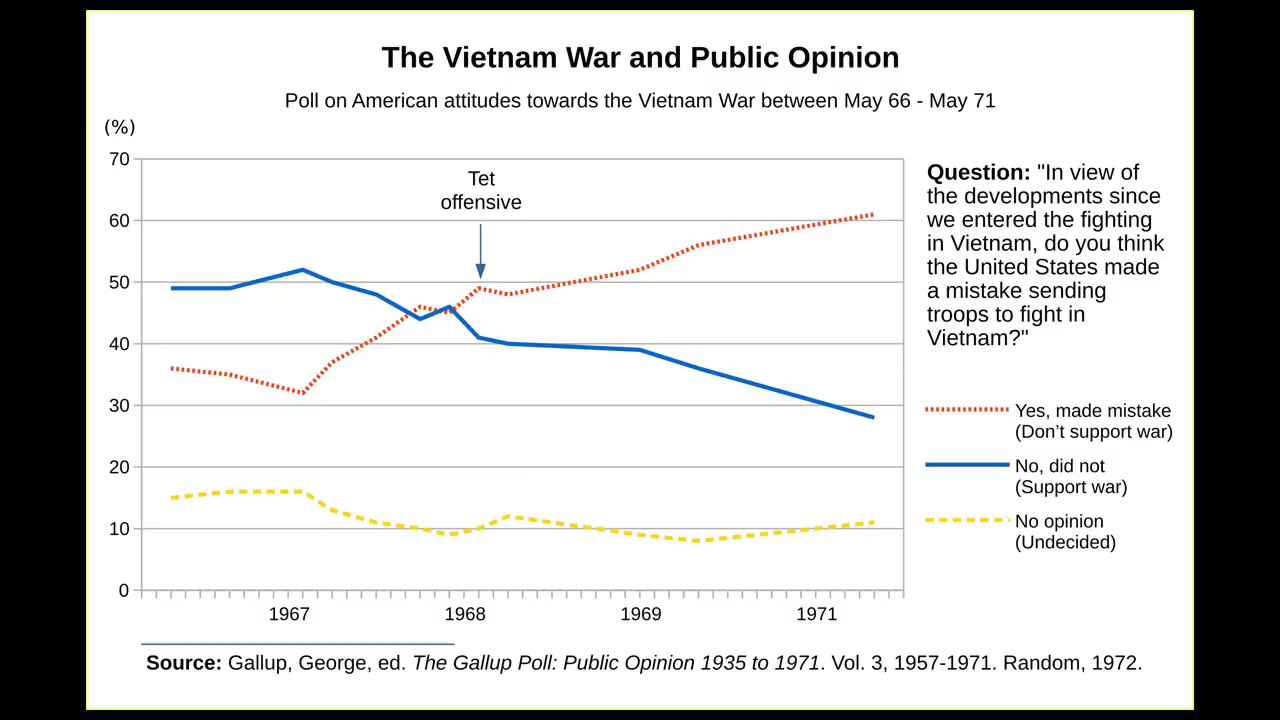 The Vietnam War and Public Opinion
Poll on American attitudes towards the Vietnam War between May 66 - May 71
(%)
70
60
50
40
30
20
10
0
Tet
offensive
1967
1968
1969
1971
Question: "In view of
the developments since
we entered the fighting
in Vietnam, do you think
the United States made
a mistake sending
troops to fight in
Vietnam?"
Yes, made mistake
(Don’t support war)
No, did not
(Support war)
No opinion
(Undecided)
Source: Gallup, George, ed. The Gallup Poll: Public Opinion 1935 to 1971. Vol. 3, 1957-1971. Random, 1972.